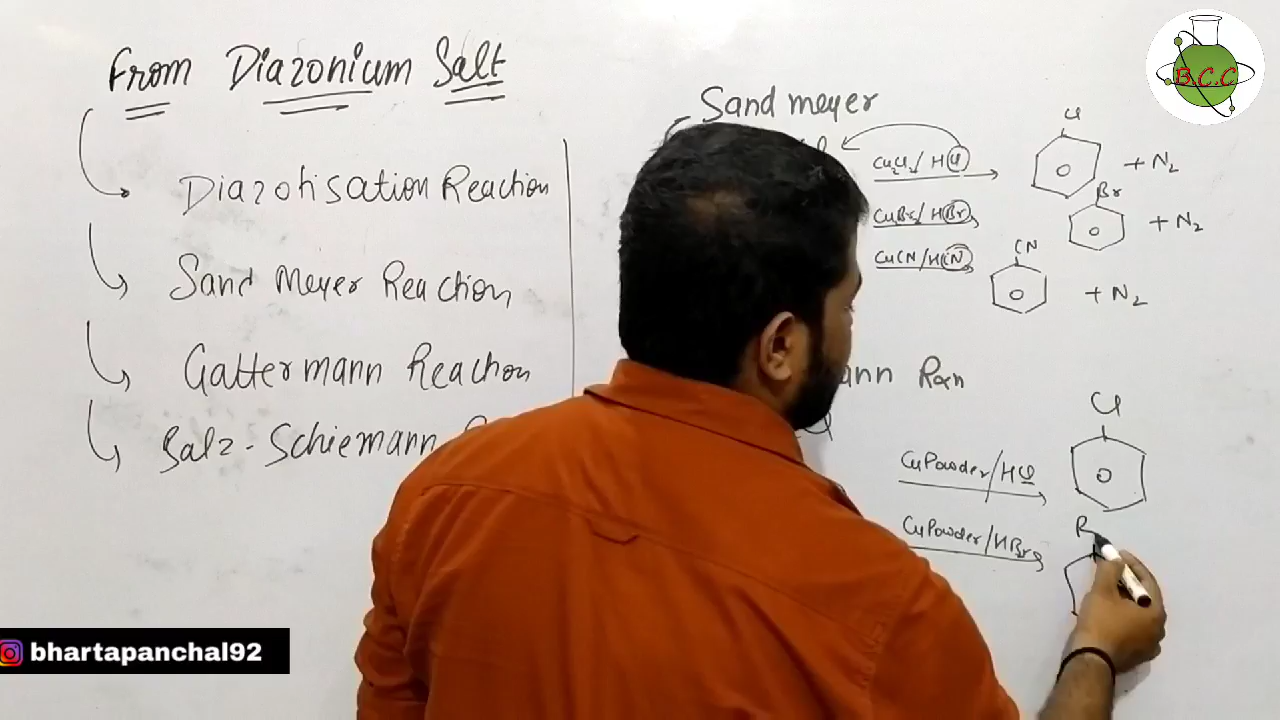 From Diazonium Salt
Diazotisation Reaction
Sand Meyer Reaction
Gattermann Reaction
Balz-Schiemann
Sand meyer
Cu2Cl2/HCl
Cl
+ N2
CuBr/HBr
Br
+ N2
CuCN/HCN
CN
+ N2
ann Rxn
CuPowder/HCl
Cl
CuPowder/HBr
B.C.C
bhartapanchal92